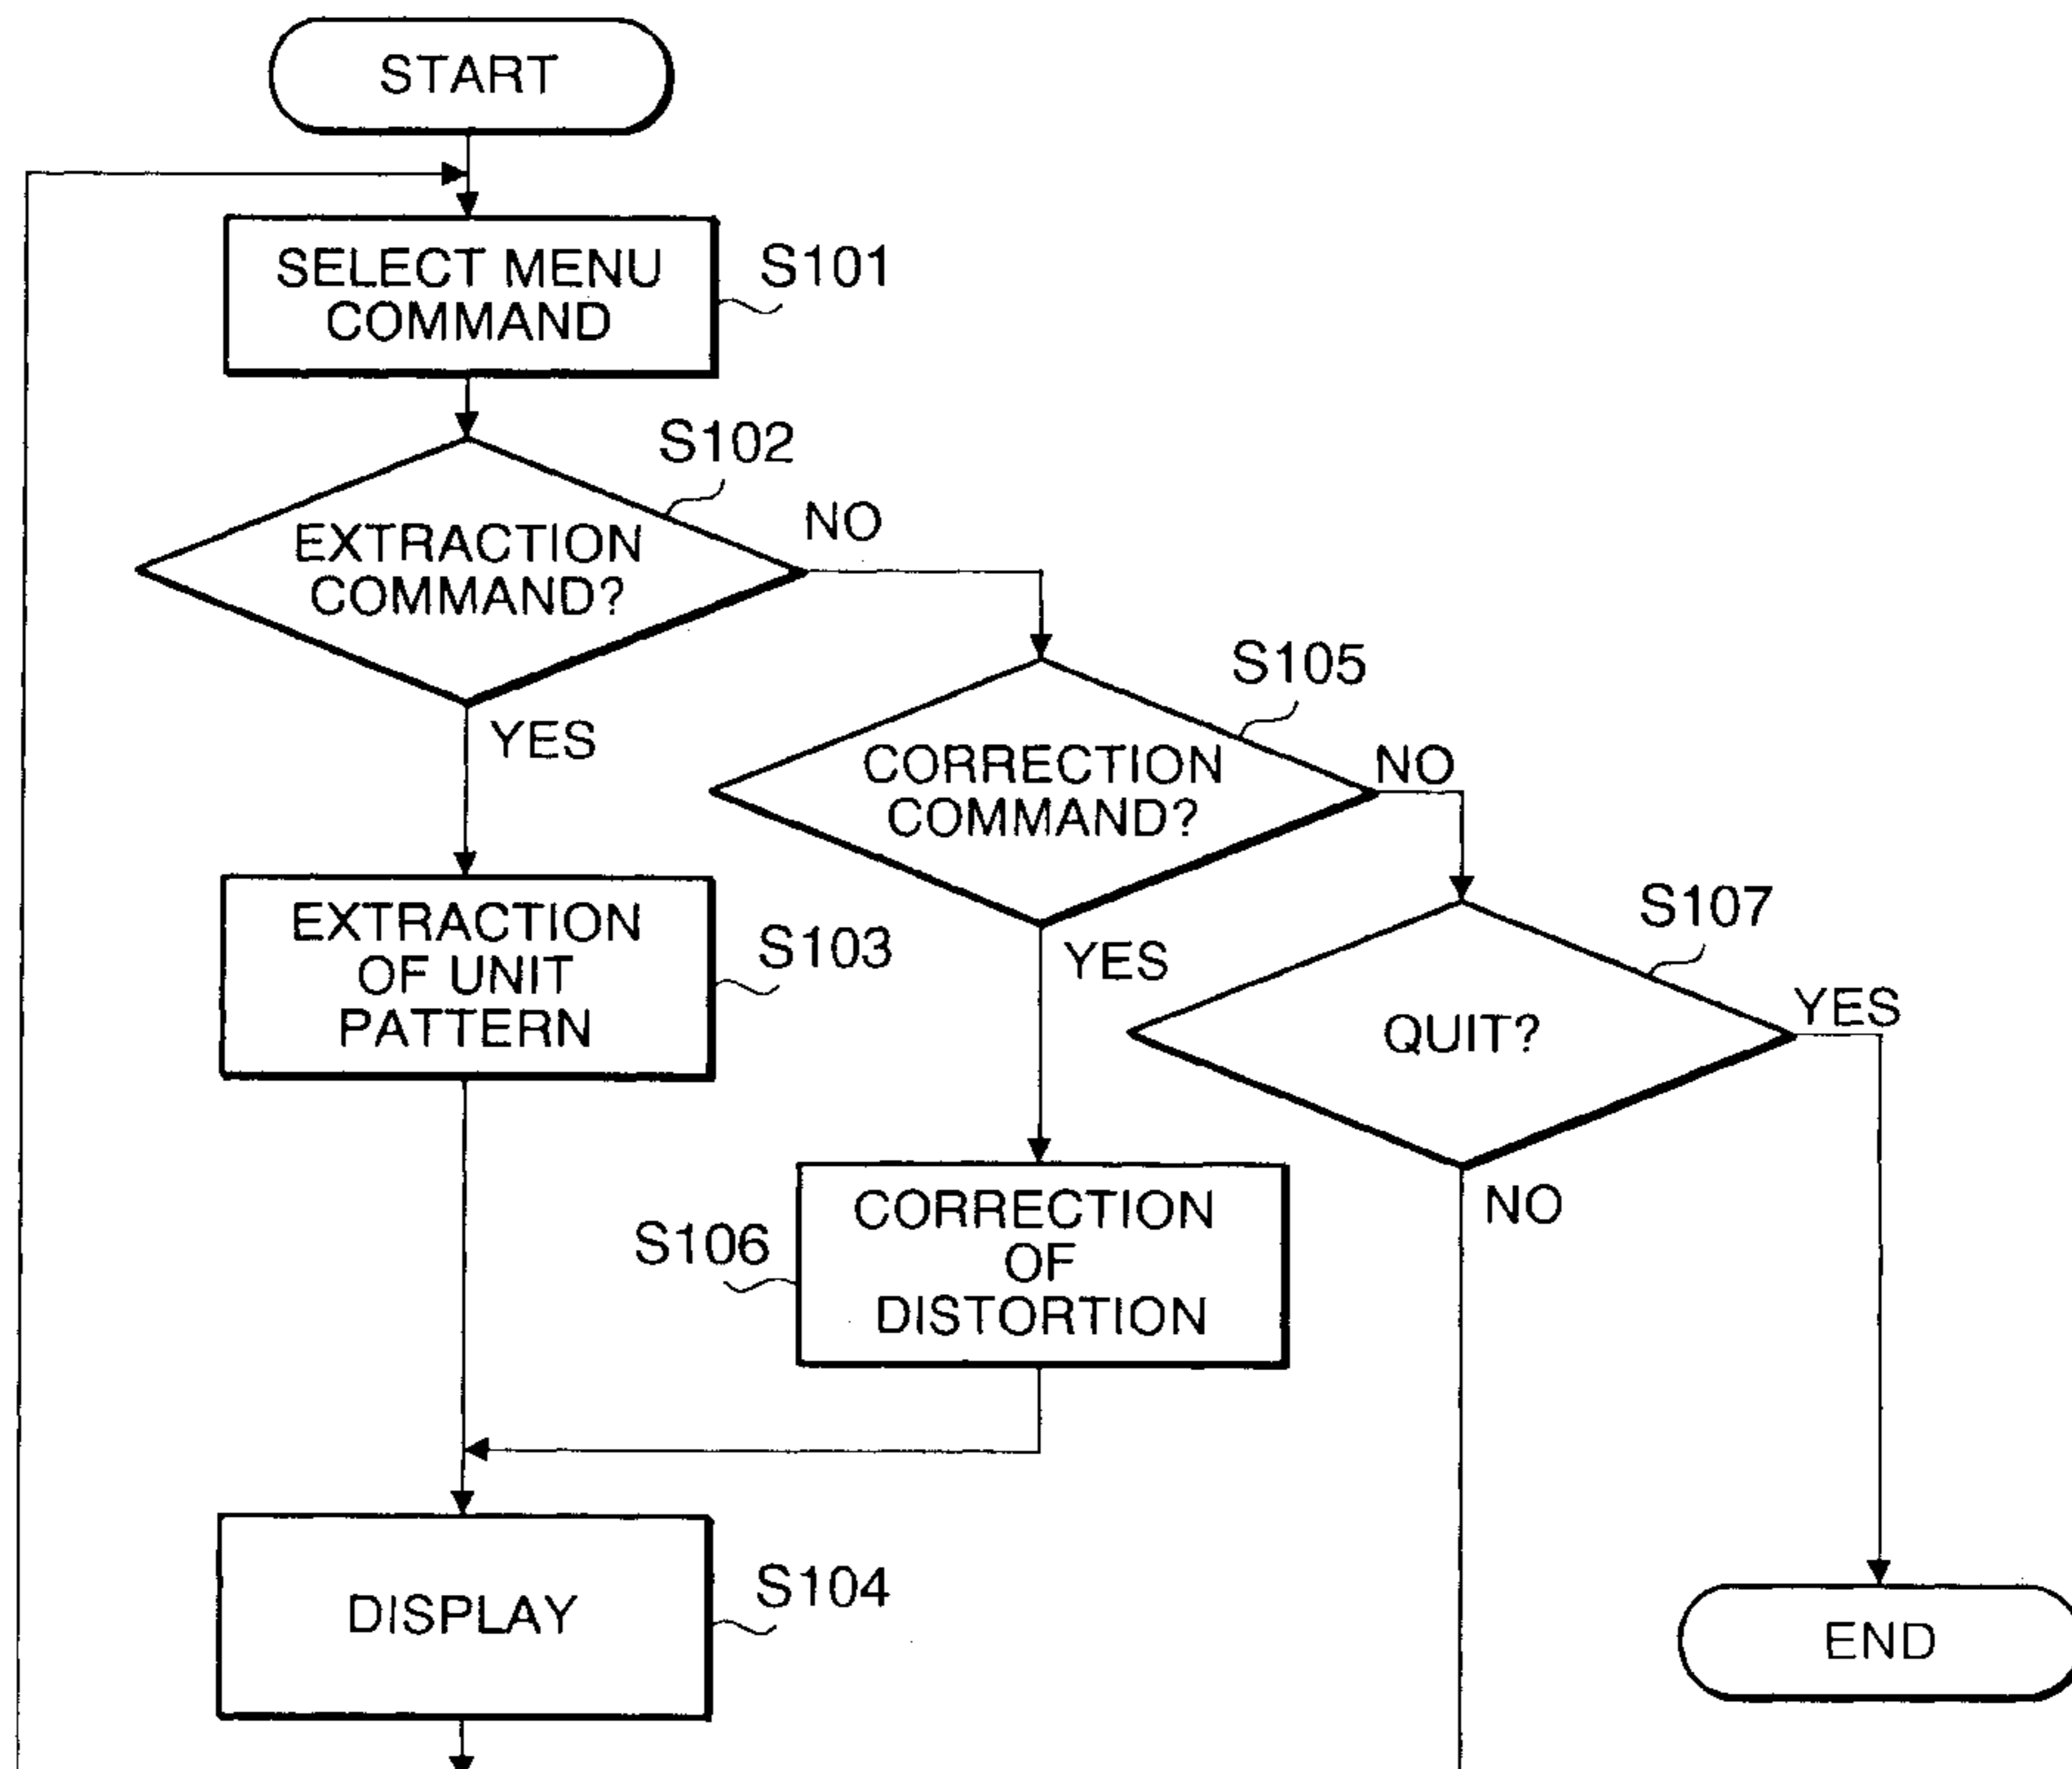 START
SELECT MENU
COMMAND
S101
S102
EXTRACTION
COMMAND?
NO
YES
S105
CORRECTION
COMMAND?
NO
YES
EXTRACTION
OF UNIT
PATTERN
S103
S107
QUIT?
YES
NO
S106
CORRECTION
OF
DISTORTION
DISPLAY
S104
END